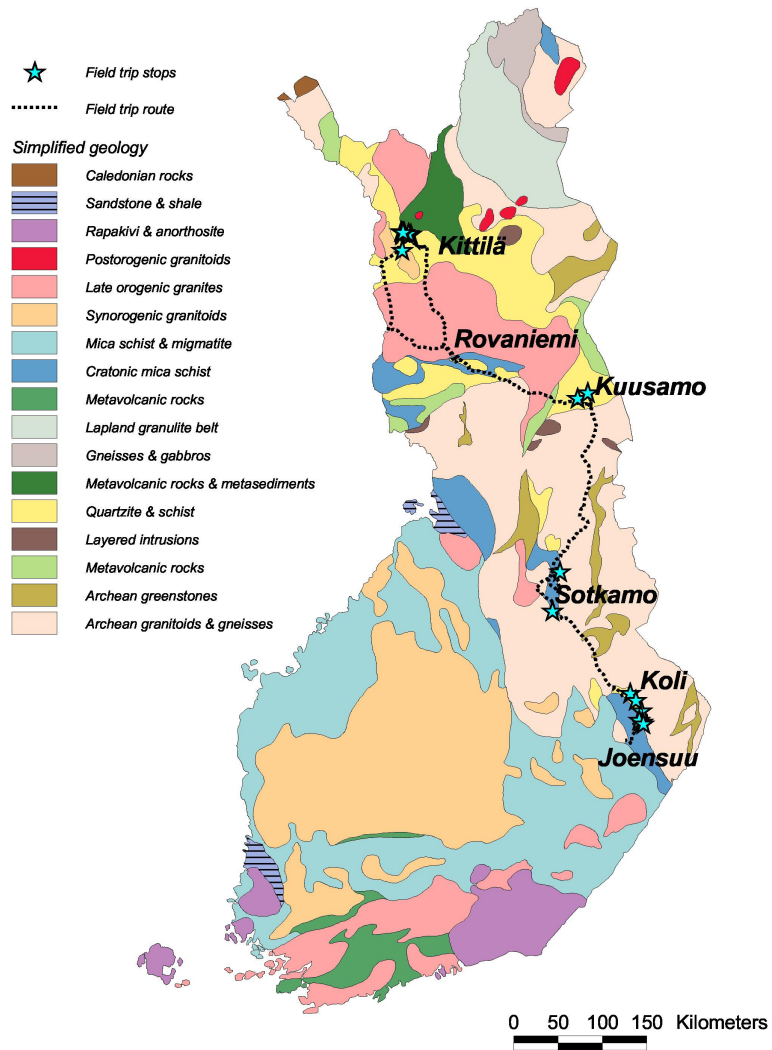 Field trip stops
Field trip route
Simplified geology
Caledonian rocks
Sandstone & shale
Rapakivi & anorthosite
Postorogenic granitoids
Late orogenic granites
Synorogenic granitoids
Mica schist & migmatite
Cratonic mica schist
Metavolcanic rocks
Lapland granulite belt
Gneisses & gabbros
Metavolcanic rocks & metasediments
Quartzite & schist
Layered intrusions
Metavolcanic rocks
Archean greenstones
Archean granitoids & gneisses
Kittilä
Rovaniemi
Kuusamo
Sotkamo
Koli
Joensuu
0 50 100 150 Kilometers